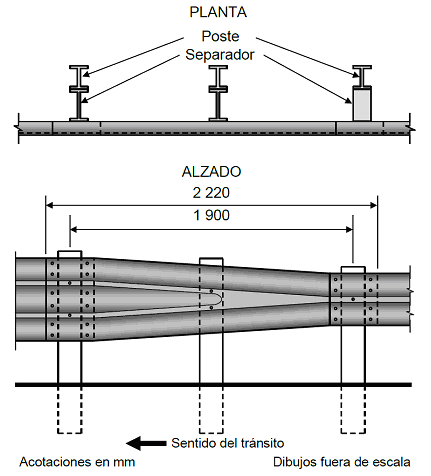 PLANTA
Poste
Separador
ALZADO
2 220
1 900
Sentido del tránsito
Acotaciones en mm
Dibujos fuera de escala